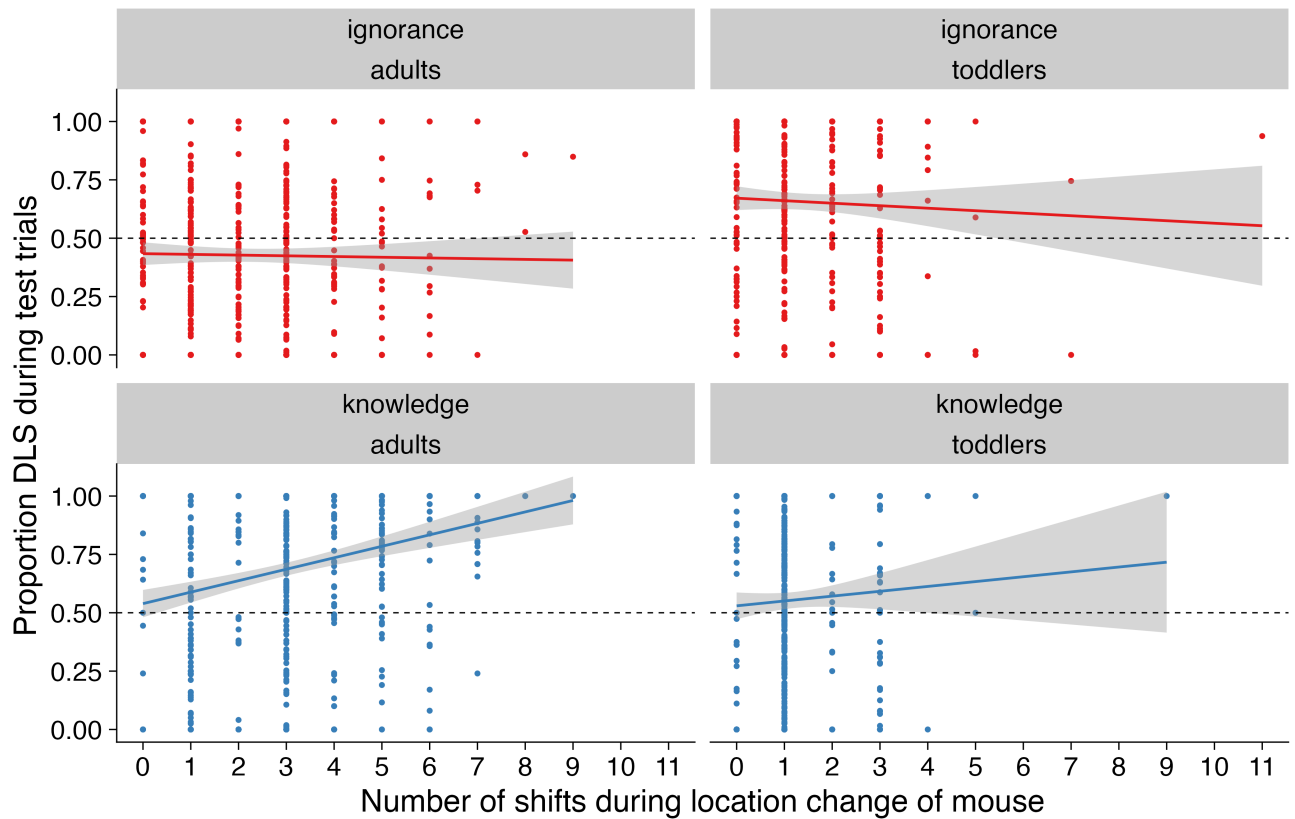 ignorance
adults
ignorance
toddlers
1.00
0.75
0.50
0.25
0.00
knowledge
adults
knowledge
toddlers
1.00
0.75
0.50
0.25
0.00
0 1 2 3 4 5 6 7 8 9 10 11
0 1 2 3 4 5 6 7 8 9 10 11
Number of shifts during location change of mouse
Proportion DLS during test trials